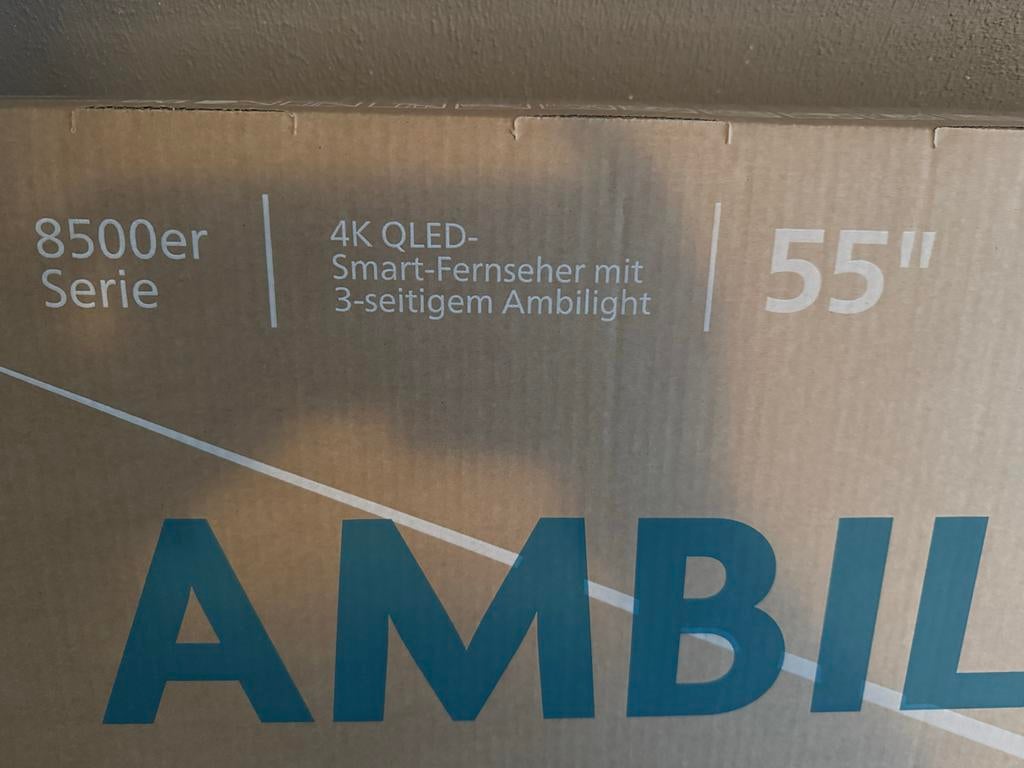 8500er
Serie
4K QLED-
Smart-Fernseher mit
3-seitigem Ambilight
55"
AMBIL